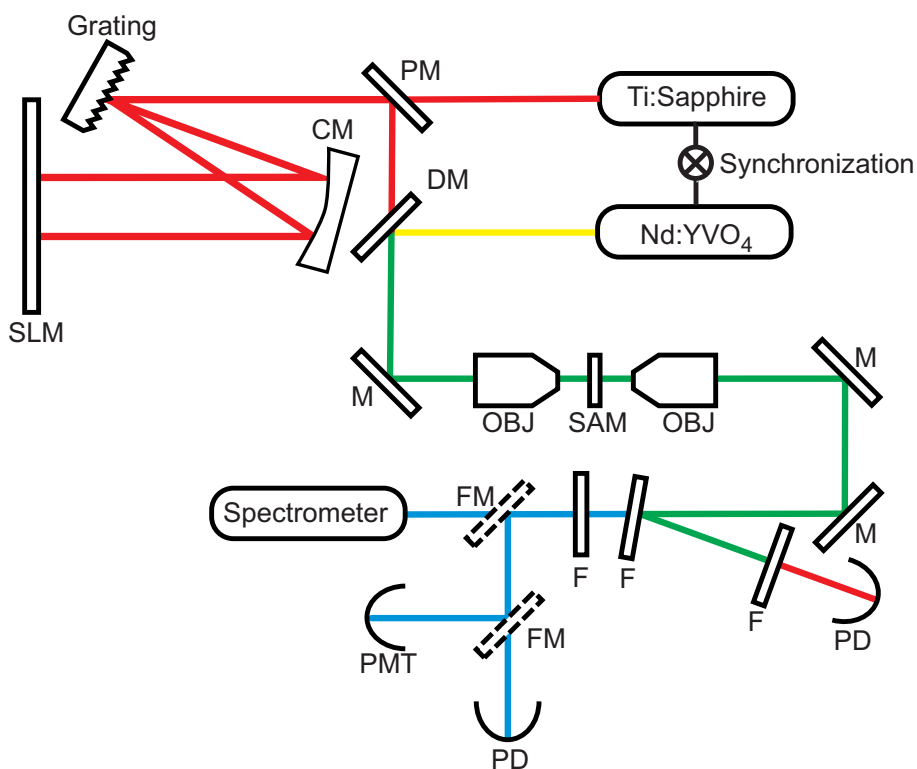 Grating
PM
Ti:Sapphire
CM
Synchronization
DM
Nd:YVO₄
SLM
M
M
OBJ
SAM
OBJ
Spectrometer
FM
M
F
F
F
FM
PMT
PD
PD